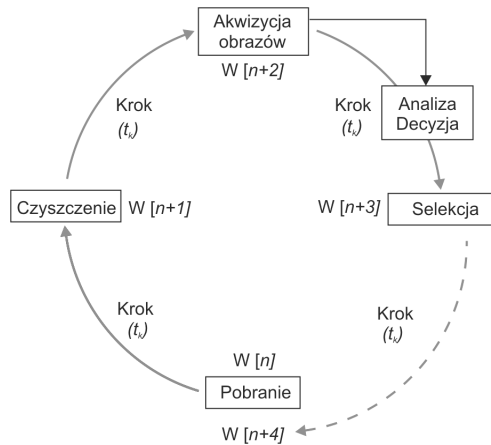 Akwizycja
obrazów
W [n+2]
Krok
(tk)
Krok
(tk)
Analiza
Decyzja
Czyszczenie
W [n+1]
W [n+3]
Selekcja
Krok
(tk)
Krok
(tk)
W [n]
Pobranie
W [n+4]